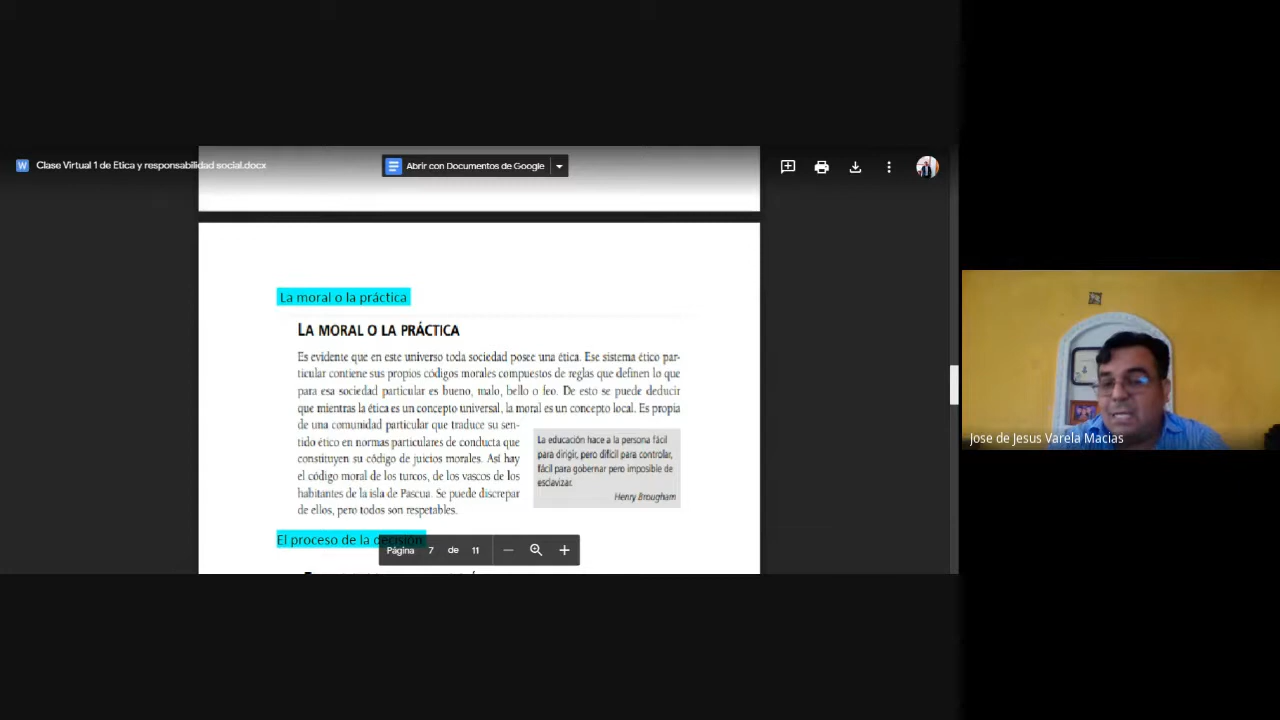 Clase Virtual 1 de Etica y responsabilidad social.docx
Abrir con Documentos de Google
La moral o la práctica
LA MORAL O LA PRÁCTICA
Es evidente que en este universo toda sociedad posee una ética. Ese sistema ético par-
ticular contiene sus propios códigos morales compuestos de reglas que definen lo que
para esa sociedad particular es bueno, malo, bello o feo. De esto se puede deducir
que mientras la ética es un concepto universal, la moral es un concepto local. Es propia
de una comunidad particular que traduce su sen-
tido ético en normas particulares de conducta que
constituyen su código de juicios morales. Así hay
el código moral de los turcos, de los vascos de los
habitantes de la isla de Pascua. Se puede discrepar
de ellos, pero todos son respetables.
La educación hace a la persona fácil
para dirigir, pero difícil para controlar,
fácil para gobernar pero imposible de
esclavizar.
Henry Brougham
El proceso de la decisión
Página 7 de 11
Jose de Jesus Varela Macias